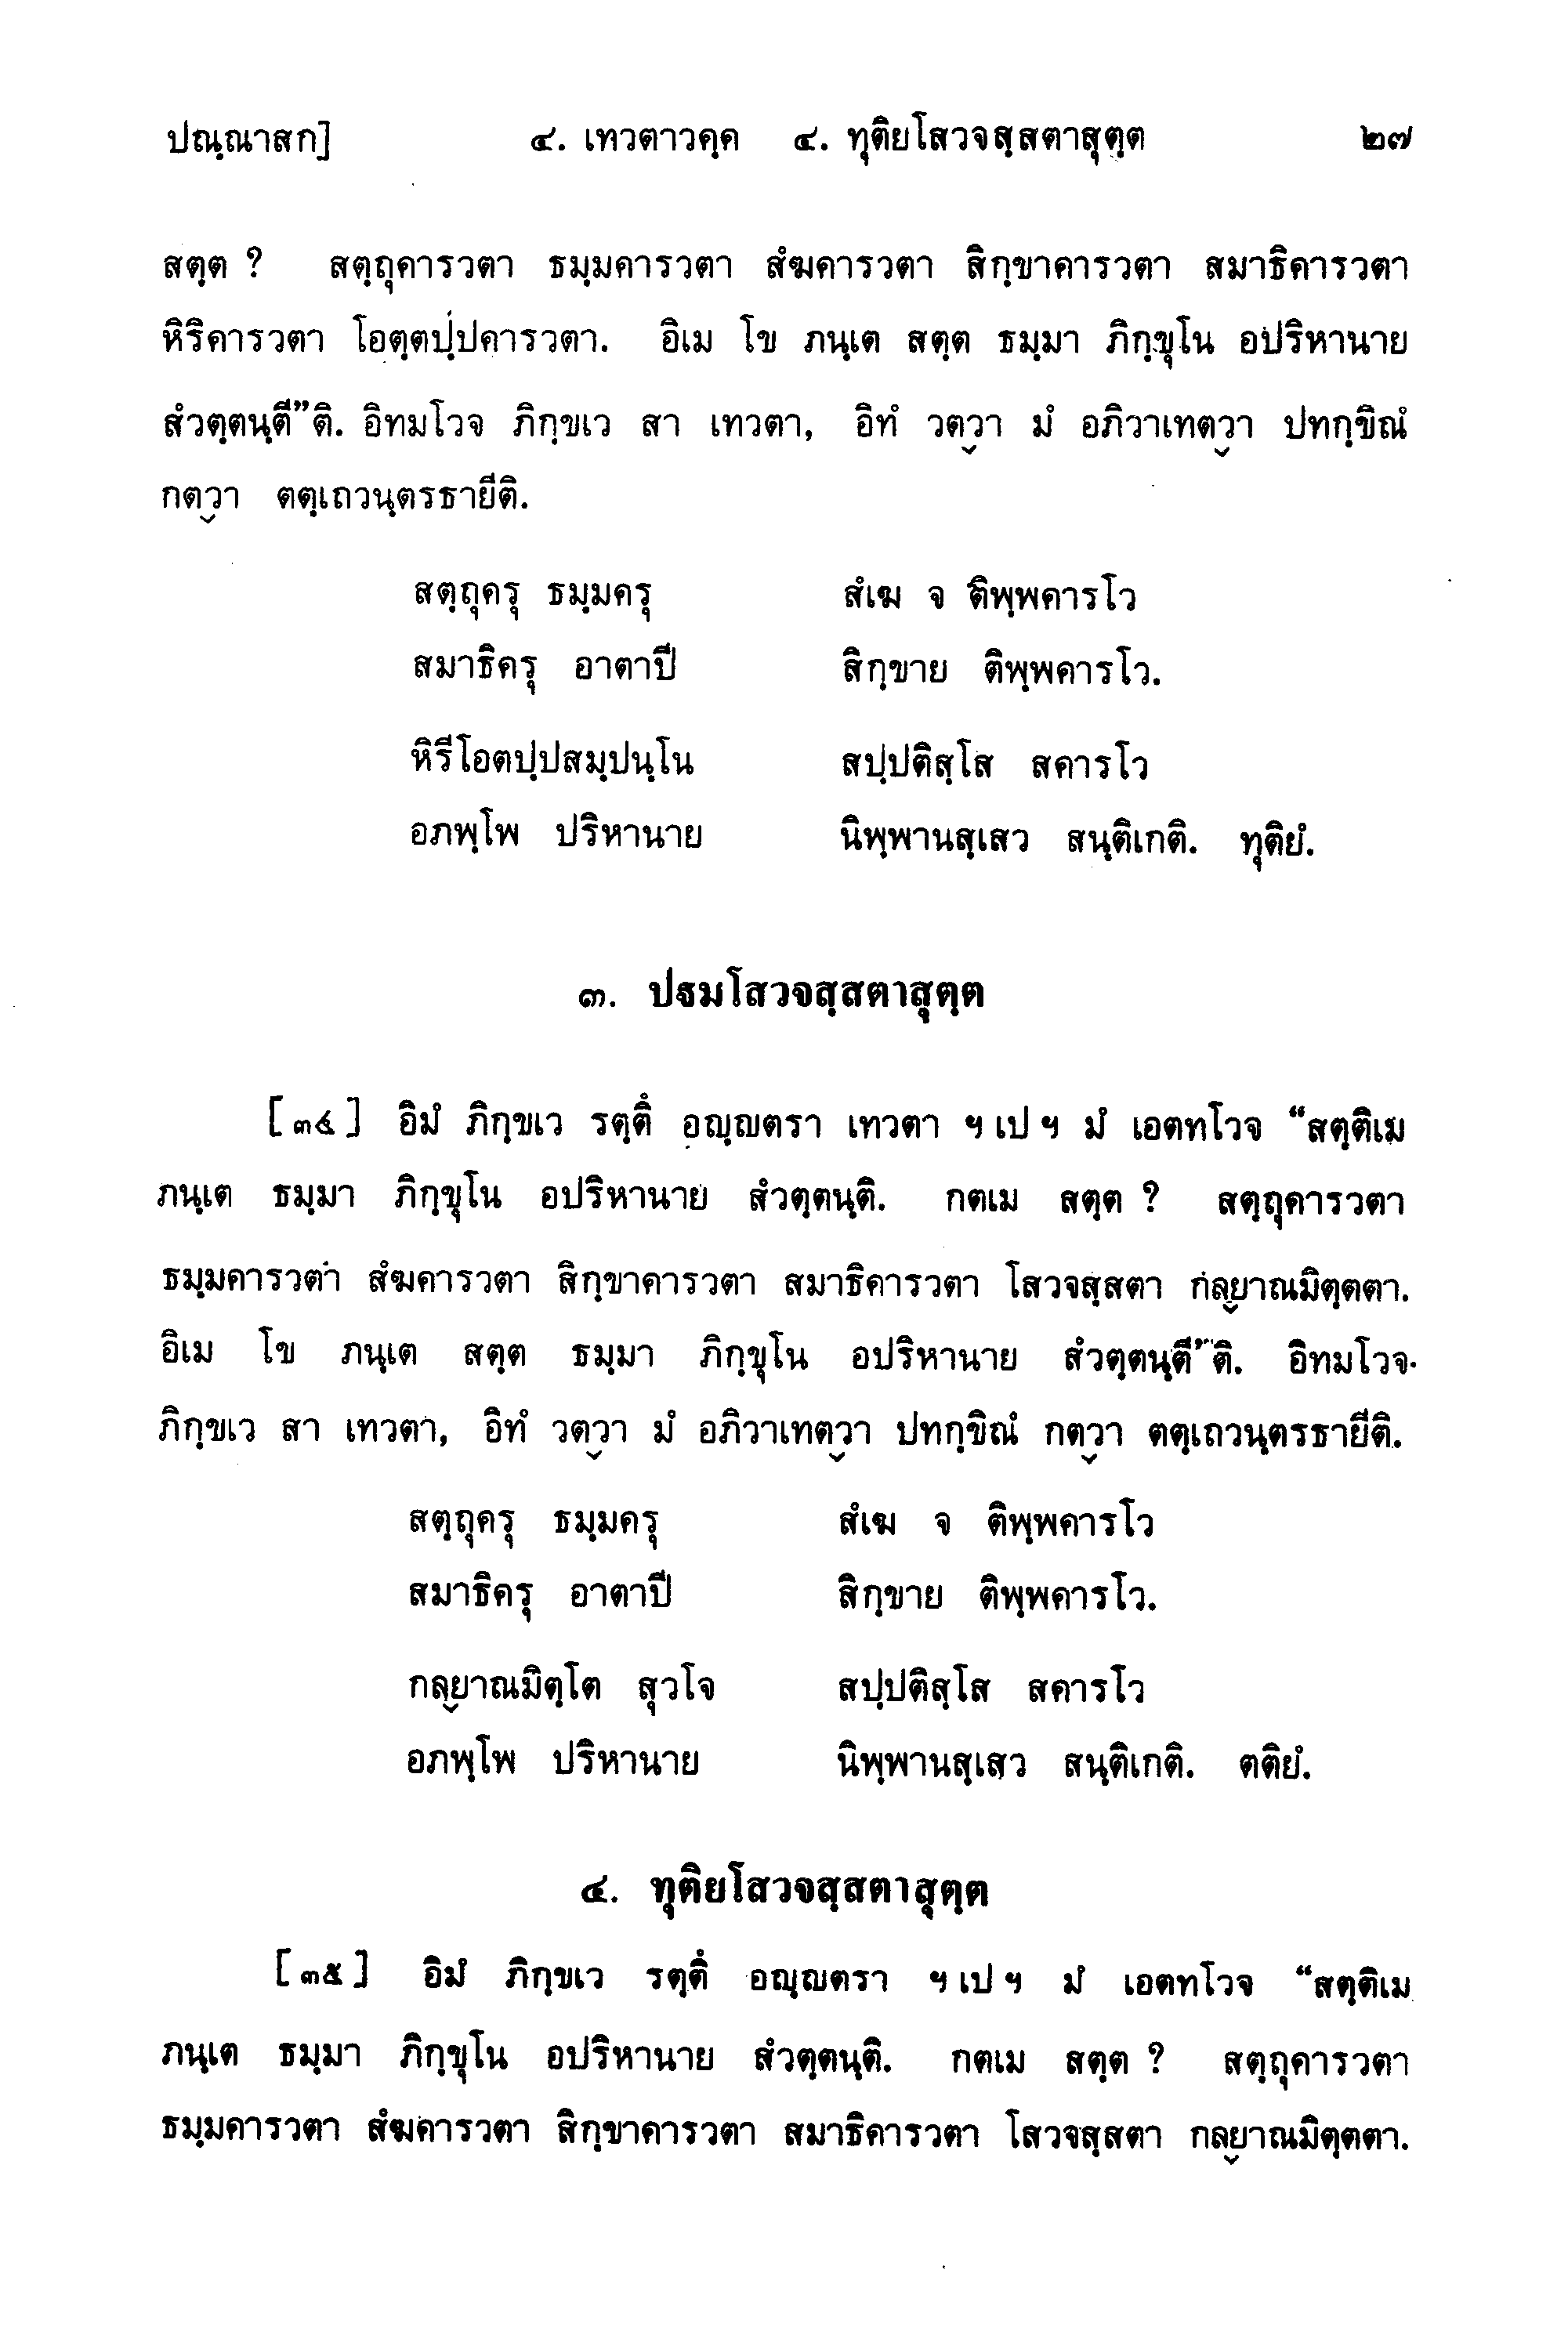 ปณฺณาสก] ๔. เทวตาวคฺค ๔. ทุติยโสวจสฺสตาสุตฺต ๒๗
สตฺต ? สตฺถุคารวตา ธมฺมคารวตา สํฆคารวตา สิกฺขาคารวตา สมาธิคารวตา
หิริคารวตา โอตฺตปฺปคารวตา. อิเม โข ภนฺเต สตฺต ธมฺมา ภิกฺขุโน อปริหานาย
สํวตฺตนฺตี”ติ. อิทมโวจ ภิกฺขเว สา เทวตา, อิทํ วตฺวา มํ อภิวาเทตฺวา ปทกฺขิณํ
กตฺวา ตตฺเถวนฺตรธายีติ.
สตฺถุครุ ธมฺมครุ สํเฆ จ ติพฺพคารโว
สมาธิครุ อาตาปี สิกฺขาย ติพฺพคารโว.
หิรีโอตปฺปสมฺปนฺโน สปฺปติสฺโส สคารโว
อภพฺโพ ปริหานาย นิพฺพานสฺเสว สนฺติเกติ. ทุติยํ.
๓. ปฐมโสวจสฺสตาสุตฺต
[๓๔] อิมํ ภิกฺขเว รตฺตึ อญฺญตรา เทวตา ฯ เป ฯ มํ เอตทโวจ “สตฺติเม
ภนฺเต ธมฺมา ภิกฺขุโน อปริหานาย สํวตฺตนฺติ. กตเม สตฺต ? สตฺถุคารวตา
ธมฺมคารวตา สํฆคารวตา สิกฺขาคารวตา สมาธิคารวตา โสวจสฺสตา กลฺยาณมิตฺตตา.
อิเม โข ภนฺเต สตฺต ธมฺมา ภิกฺขุโน อปริหานาย สํวตฺตนฺตี”ติ. อิทมโวจ
ภิกฺขเว สา เทวตา, อิทํ วตฺวา มํ อภิวาเทตฺวา ปทกฺขิณํ กตฺวา ตตฺเถวนฺตรธายีติ.
สตฺถุครุ ธมฺมครุ สํเฆ จ ติพฺพคารโว
สมาธิครุ อาตาปี สิกฺขาย ติพฺพคารโว.
กลฺยาณมิตฺโต สุวโจ สปฺปติสฺโส สคารโว
อภพฺโพ ปริหานาย นิพฺพานสฺเสว สนฺติเกติ. ตติยํ.
๔. ทุติยโสวจสฺสตาสุตฺต
[๓๕] อิมํ ภิกฺขเว รตฺตึ อญฺญตรา ฯ เป ฯ มํ เอตทโวจ “สตฺติเม
ภนฺเต ธมฺมา ภิกฺขุโน อปริหานาย สํวตฺตนฺติ. กตเม สตฺต ? สตฺถุคารวตา
ธมฺมคารวตา สํฆคารวตา สิกฺขาคารวตา สมาธิคารวตา โสวจสฺสตา กลฺยาณมิตฺตตา.